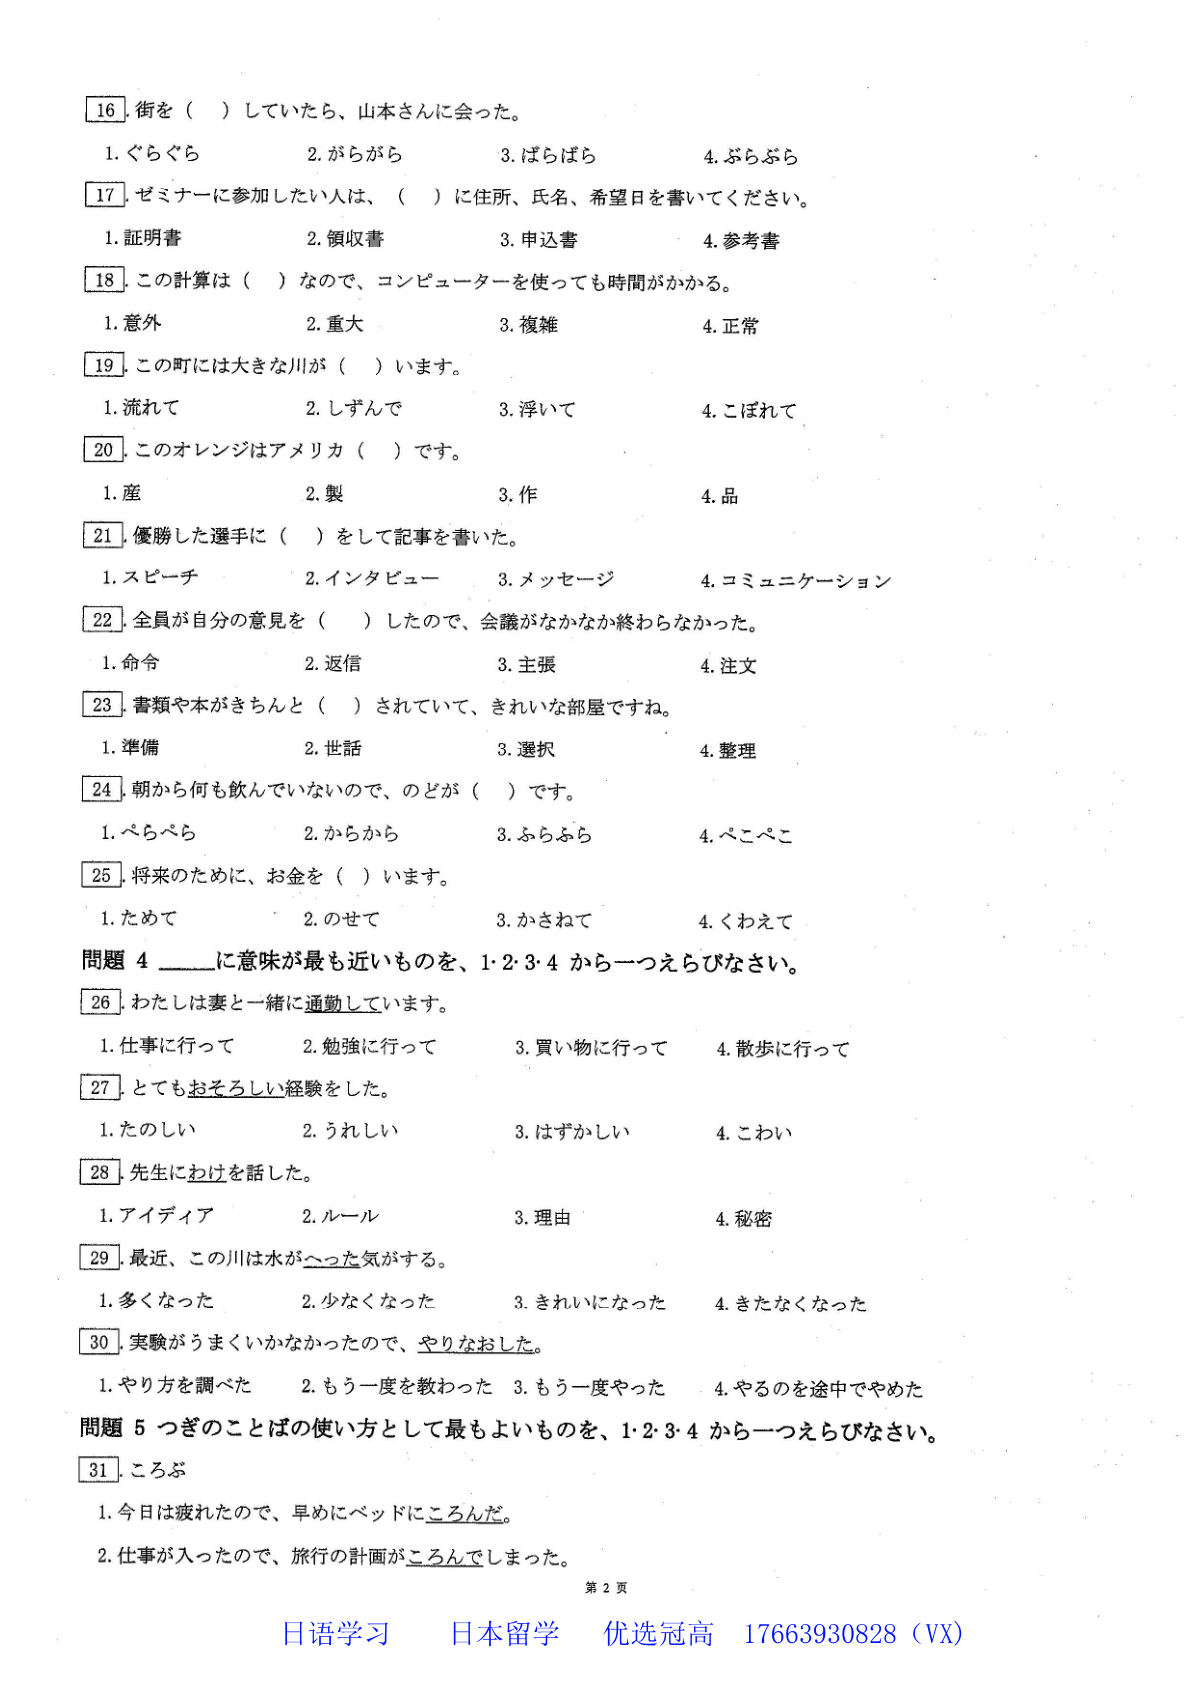 16. 街を（　）していたら、山本さんに会った。
1. ぐらぐら 2. がらがら 3. ばらばら 4. ぶらぶら
17. ゼミナーに参加したい人は、（　）に住所、氏名、希望日を書いてください。
1. 証明書 2. 領収書 3. 申込書 4. 参考書
18. この計算は（　）なので、コンピューターを使っても時間がかかる。
1. 意外 2. 重大 3. 複雑 4. 正常
19. この町には大きな川が（　）います。
1. 流れて 2. しずんで 3. 浮いて 4. こぼれて
20. このオレンジはアメリカ（　）です。
1. 産 2. 製 3. 作 4. 品
21. 優勝した選手に（　）をして記事を書いた。
1. スピーチ 2. インタビュー 3. メッセージ 4. コミュニケーション
22. 全員が自分の意見を（　）したので、会議がなかなか終わらなかった。
1. 命令 2. 返信 3. 主張 4. 注文
23. 書類や本がきちんと（　）されていて、きれいな部屋ですね。
1. 準備 2. 世話 3. 選択 4. 整理
24. 朝から何も飲んでいないので、のどが（　）です。
1. ぺらぺら 2. からから 3. ふらふら 4. ぺこぺこ
25. 将来のために、お金を（　）います。
1. ためて 2. のせて 3. かさねて 4. くわえて
問題 4 ＿＿＿に意味が最も近いものを、1・2・3・4 から一つえらびなさい。
26. わたしは妻と一緒に通勤しています。
1. 仕事に行って 2. 勉強に行って 3. 買い物に行って 4. 散歩に行って
27. とてもおそろしい経験をした。
1. たのしい 2. うれしい 3. はずかしい 4. こわい
28. 先生にわけを話した。
1. アイディア 2. ルール 3. 理由 4. 秘密
29. 最近、この川は水がへった気がする。
1. 多くなった 2. 少なくなった 3. きれいになった 4. きたなくなった
30. 実験がうまくいかなかったので、やりなおした。
1. やり方を調べた 2. もう一度を教わった 3. もう一度やった 4. やるのを途中でやめた
問題 5 つぎのことばの使い方として最もよいものを、1・2・3・4 から一つえらびなさい。
31. ころぶ
1. 今日は疲れたので、早めにベッドにころんだ。
2. 仕事が入ったので、旅行の計画がころんでしまった。
第 2 页
日语学习 日本留学 优选冠高 17663930828（VX）